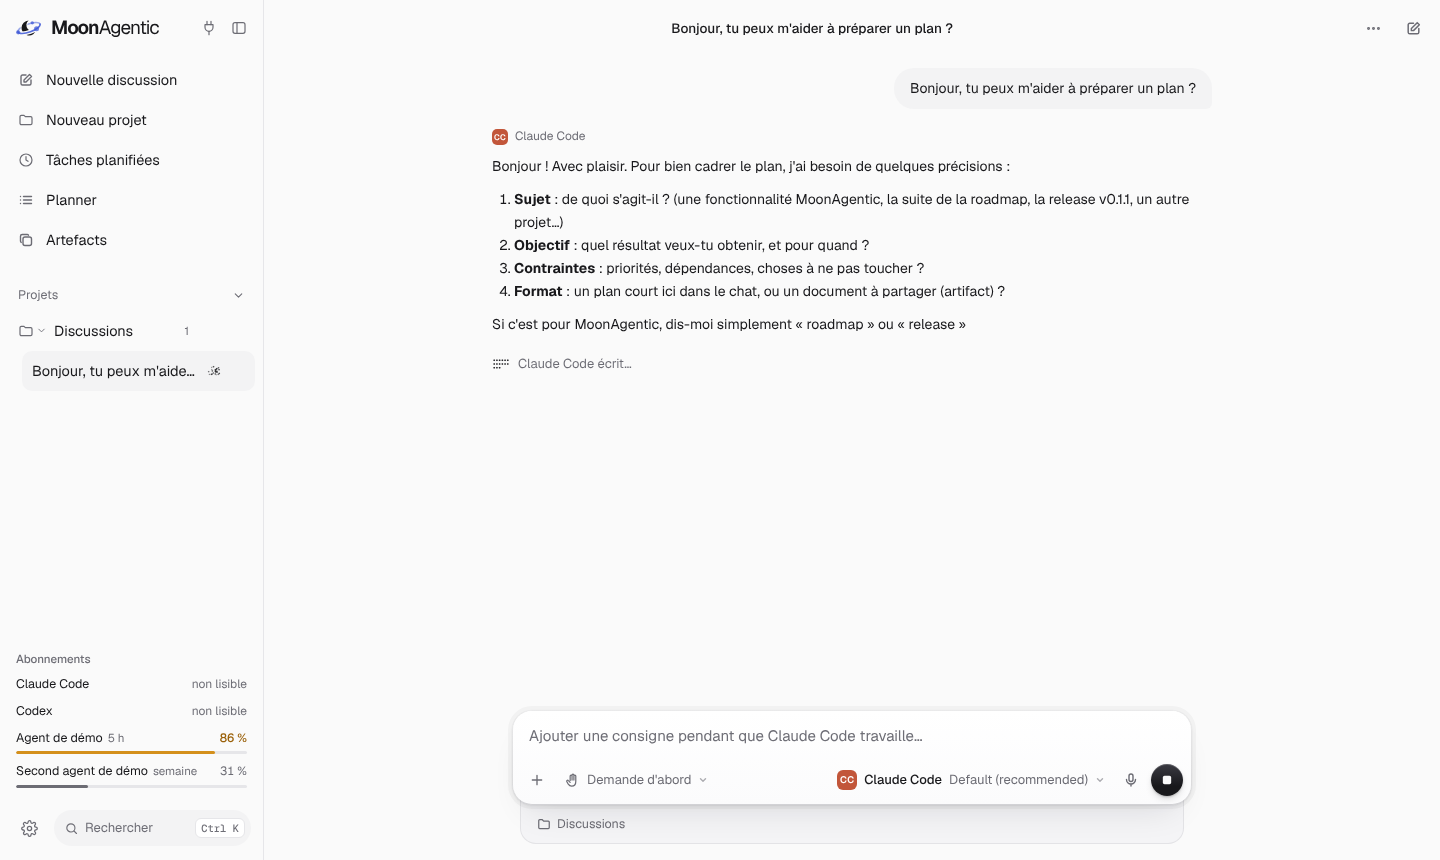 MoonAgentic
Nouvelle discussion
Nouveau projet
Tâches planifiées
Planner
Artefacts
Projets
Discussions 1
Bonjour, tu peux m'aide...
Abonnements
Claude Code non lisible
Codex non lisible
Agent de démo 5 h 86 %
Second agent de démo semaine 31 %
Rechercher Ctrl K
Bonjour, tu peux m'aider à préparer un plan ?
Bonjour, tu peux m'aider à préparer un plan ?
CC Claude Code
Bonjour ! Avec plaisir. Pour bien cadrer le plan, j'ai besoin de quelques précisions :
1. Sujet : de quoi s'agit-il ? (une fonctionnalité MoonAgentic, la suite de la roadmap, la release v0.1.1, un autre
projet…)
2. Objectif : quel résultat veux-tu obtenir, et pour quand ?
3. Contraintes : priorités, dépendances, choses à ne pas toucher ?
4. Format : un plan court ici dans le chat, ou un document à partager (artifact) ?
Si c'est pour MoonAgentic, dis-moi simplement « roadmap » ou « release »
Claude Code écrit…
Ajouter une consigne pendant que Claude Code travaille…
Demande d'abord
CC Claude Code Default (recommended)
Discussions